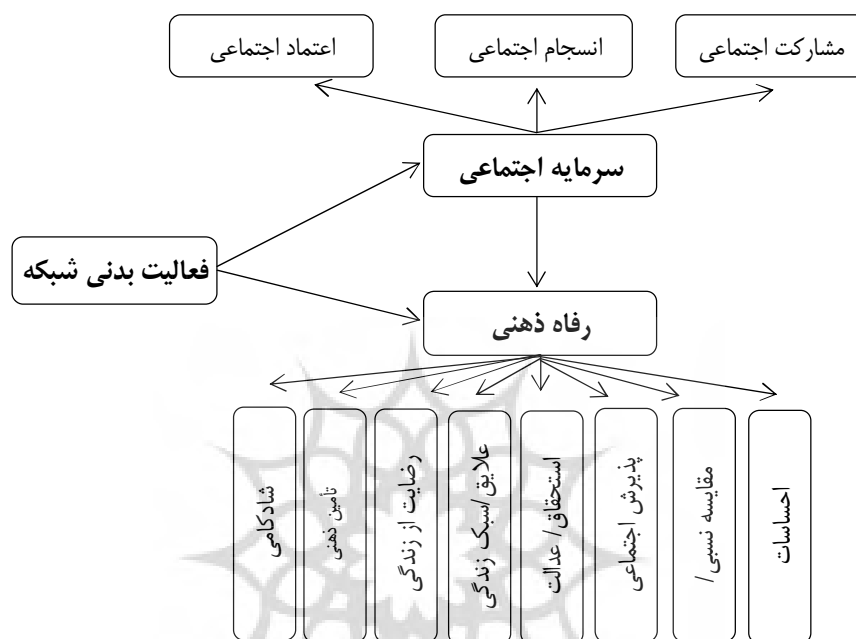 مشارکت اجتماعی
انسجام اجتماعی
اعتماد اجتماعی
سرمایه اجتماعی
فعالیت بدنی شبکه
رفاه ذهنی
احساسات
مقایسه نسبی/
پذیرش اجتماعی
استحقاق/ عدالت
علایق/سبک زندگی
رضایت از زندگی
تأمین ذهنی
شادکامی